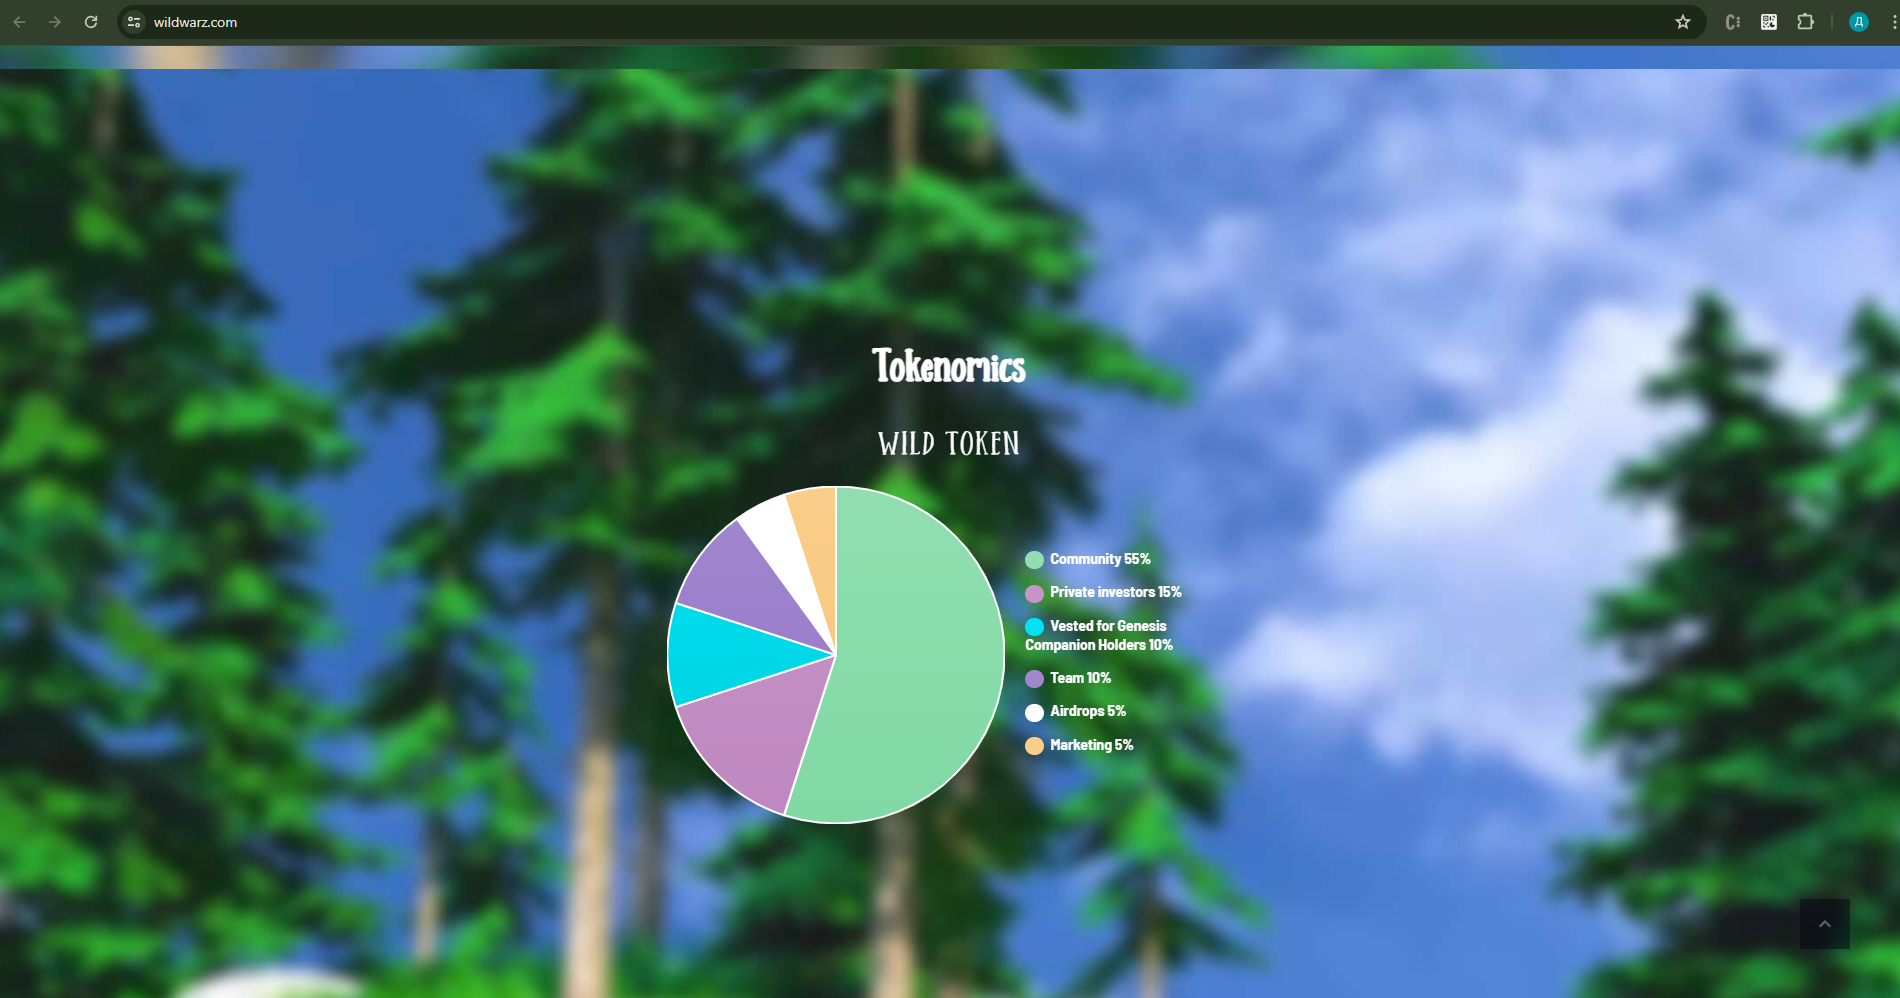 wildwarz.com
Д
Tokenomics
WILD TOKEN
Community 55%
Private investors 15%
Vested for Genesis
Companion Holders 10%
Team 10%
Airdrops 5%
Marketing 5%